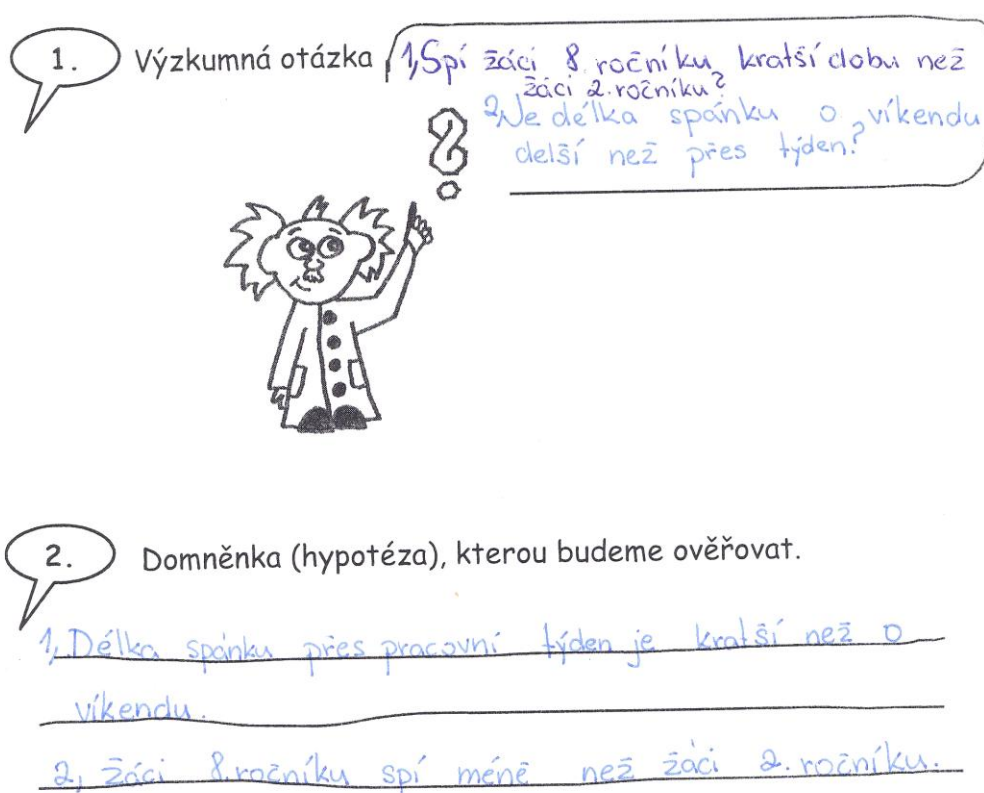 1. Výzkumná otázka
1, Spí žáci 8. ročníku kratší dobu než
žáci 2. ročníku?
2, Je délka spánku o víkendu
delší než přes týden?
2. Domněnka (hypotéza), kterou budeme ověřovat.
1, Délka spánku přes pracovní týden je kratší než o
víkendu.
2, žáci 8. ročníku spí méně než žáci 2. ročníku.